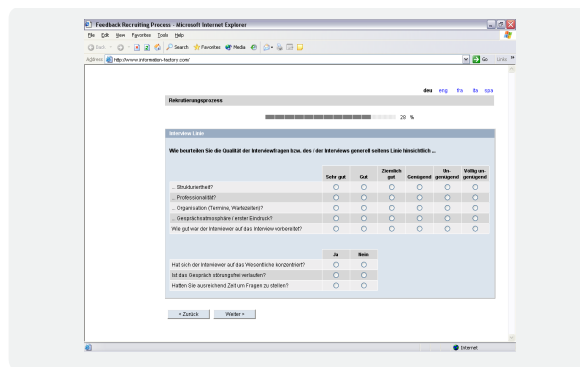 Feedback Recruiting Process - Microsoft Internet Explorer
File Edit View Favorites Tools Help
Back Search Favorites Media
Address http://www.information-factory.com/ Go Links »
deu eng fra ita spa
Rekrutierungsprozess
28 %
Interview Linie
Wie beurteilen Sie die Qualität der Interviewfragen bzw. des / der Interviews generell seitens Linie hinsichtlich ...
Sehr gut Gut Ziemlich gut Genügend Un-genügend Völlig un-genügend
... Strukturiertheit?
... Professionalität?
... Organisation (Termine, Wartezeiten)?
... Gesprächsatmosphäre / erster Eindruck?
Wie gut war der Interviewer auf das Interview vorbereitet?
Ja Nein
Hat sich der Interviewer auf das Wesentliche konzentriert?
Ist das Gespräch störungsfrei verlaufen?
Hatten Sie ausreichend Zeit um Fragen zu stellen?
« Zurück Weiter »
Internet